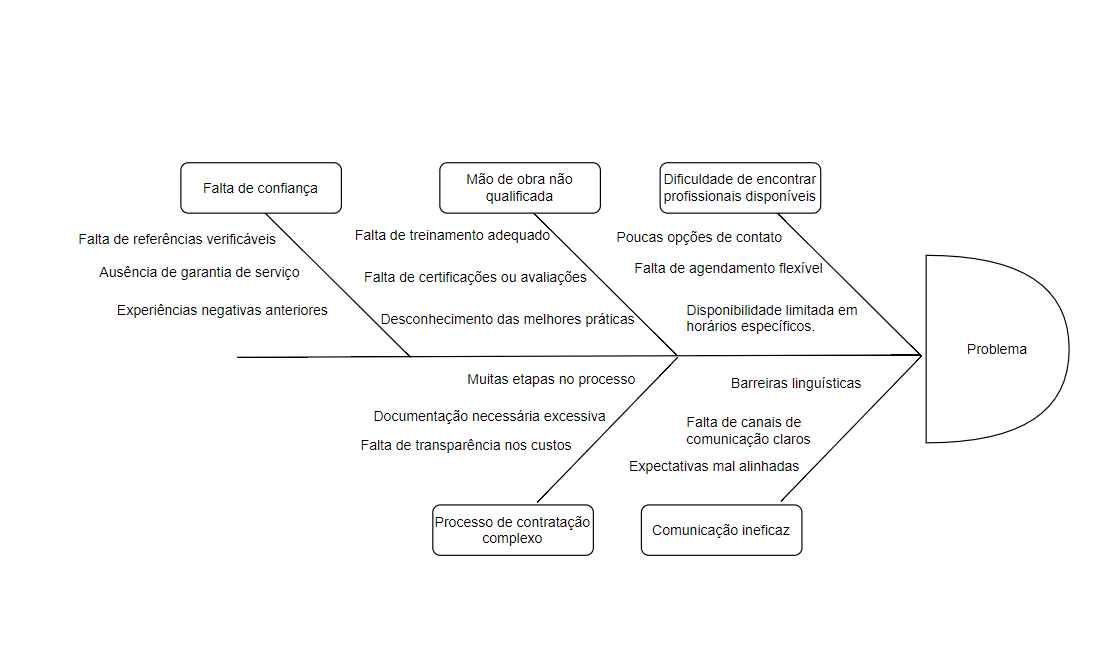 Falta de confiança
Mão de obra não
qualificada
Dificuldade de encontrar
profissionais disponíveis
Falta de referências verificáveis
Ausência de garantia de serviço
Experiências negativas anteriores
Falta de treinamento adequado
Falta de certificações ou avaliações
Desconhecimento das melhores práticas
Poucas opções de contato
Falta de agendamento flexível
Disponibilidade limitada em
horários específicos.
Problema
Muitas etapas no processo
Documentação necessária excessiva
Falta de transparência nos custos
Barreiras linguísticas
Falta de canais de
comunicação claros
Expectativas mal alinhadas
Processo de contratação
complexo
Comunicação ineficaz